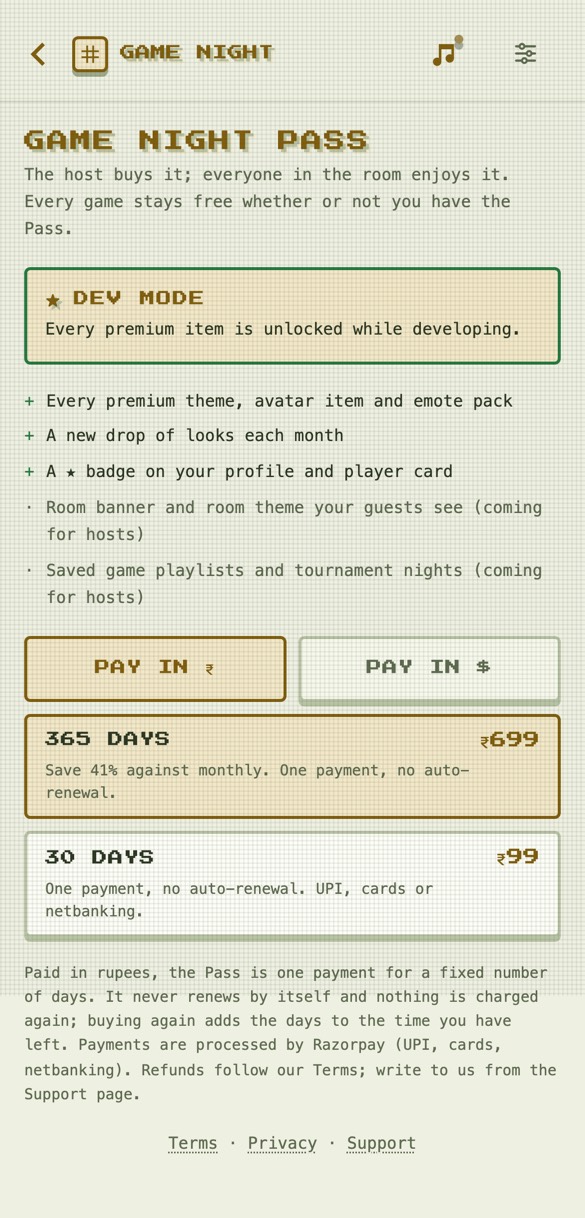 #
GAME NIGHT
GAME NIGHT PASS
The host buys it; everyone in the room enjoys it.
Every game stays free whether or not you have the
Pass.
★ DEV MODE
Every premium item is unlocked while developing.
+ Every premium theme, avatar item and emote pack
+ A new drop of looks each month
+ A ★ badge on your profile and player card
· Room banner and room theme your guests see (coming
for hosts)
· Saved game playlists and tournament nights (coming
for hosts)
PAY IN ₹
PAY IN $
365 DAYS
₹699
Save 41% against monthly. One payment, no auto-
renewal.
30 DAYS
₹99
One payment, no auto-renewal. UPI, cards or
netbanking.
Paid in rupees, the Pass is one payment for a fixed number
of days. It never renews by itself and nothing is charged
again; buying again adds the days to the time you have
left. Payments are processed by Razorpay (UPI, cards,
netbanking). Refunds follow our Terms; write to us from the
Support page.
Terms · Privacy · Support